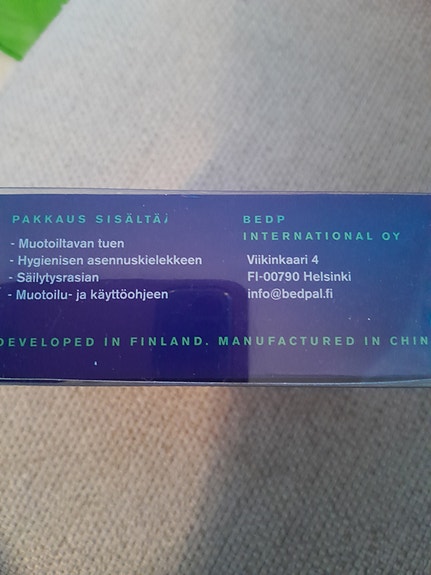 PAKKAUS SISÄLTÄÄ
- Muotoiltavan tuen
- Hygienisen asennuskielekkeen
- Säilytysrasian
- Muotoilu- ja käyttöohjeen
BEDP
INTERNATIONAL OY
Viikinkaari 4
FI-00790 Helsinki
info@bedpal.fi
DEVELOPED IN FINLAND. MANUFACTURED IN CHIN